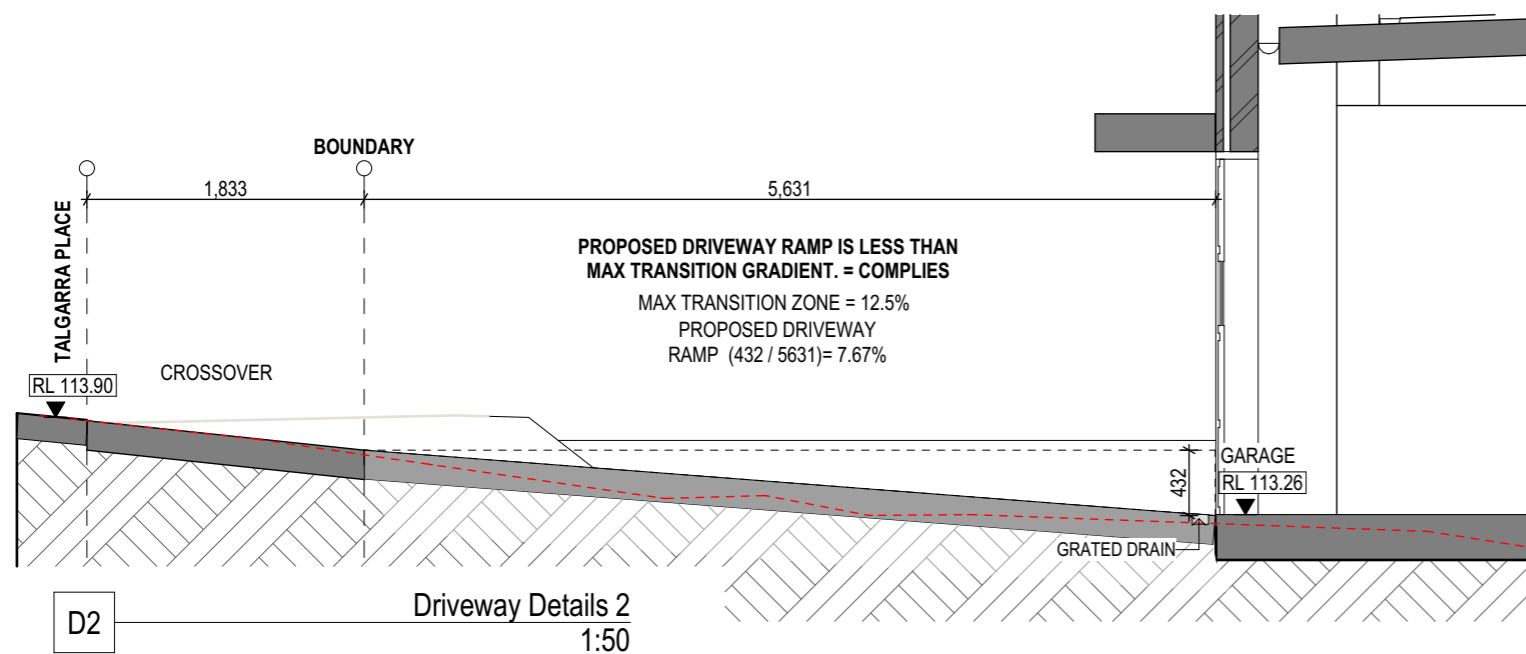 BOUNDARY
1,833
5,631
TALGARRA PLACE
PROPOSED DRIVEWAY RAMP IS LESS THAN
MAX TRANSITION GRADIENT. = COMPLIES
MAX TRANSITION ZONE = 12.5%
PROPOSED DRIVEWAY
RAMP (432 / 5631)= 7.67%
CROSSOVER
RL 113.90
432
GARAGE
RL 113.26
GRATED DRAIN
D2
Driveway Details 2
1:50